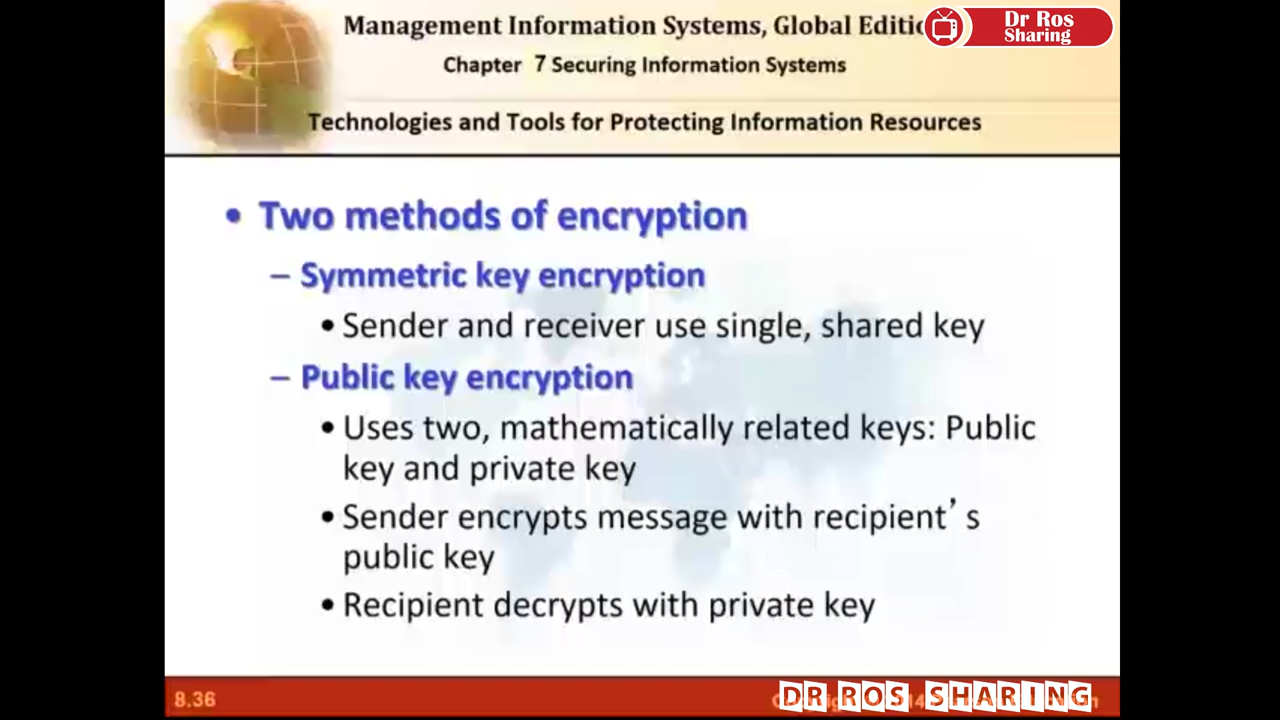 Management Information Systems, Global
Dr Ros
Sharing
Chapter 7 Securing Information Systems
Technologies and Tools for Protecting Information Resources
• Two methods of encryption
– Symmetric key encryption
• Sender and receiver use single, shared key
– Public key encryption
• Uses two, mathematically related keys: Public
key and private key
• Sender encrypts message with recipient’s
public key
• Recipient decrypts with private key
8.36
DR ROS SHARING